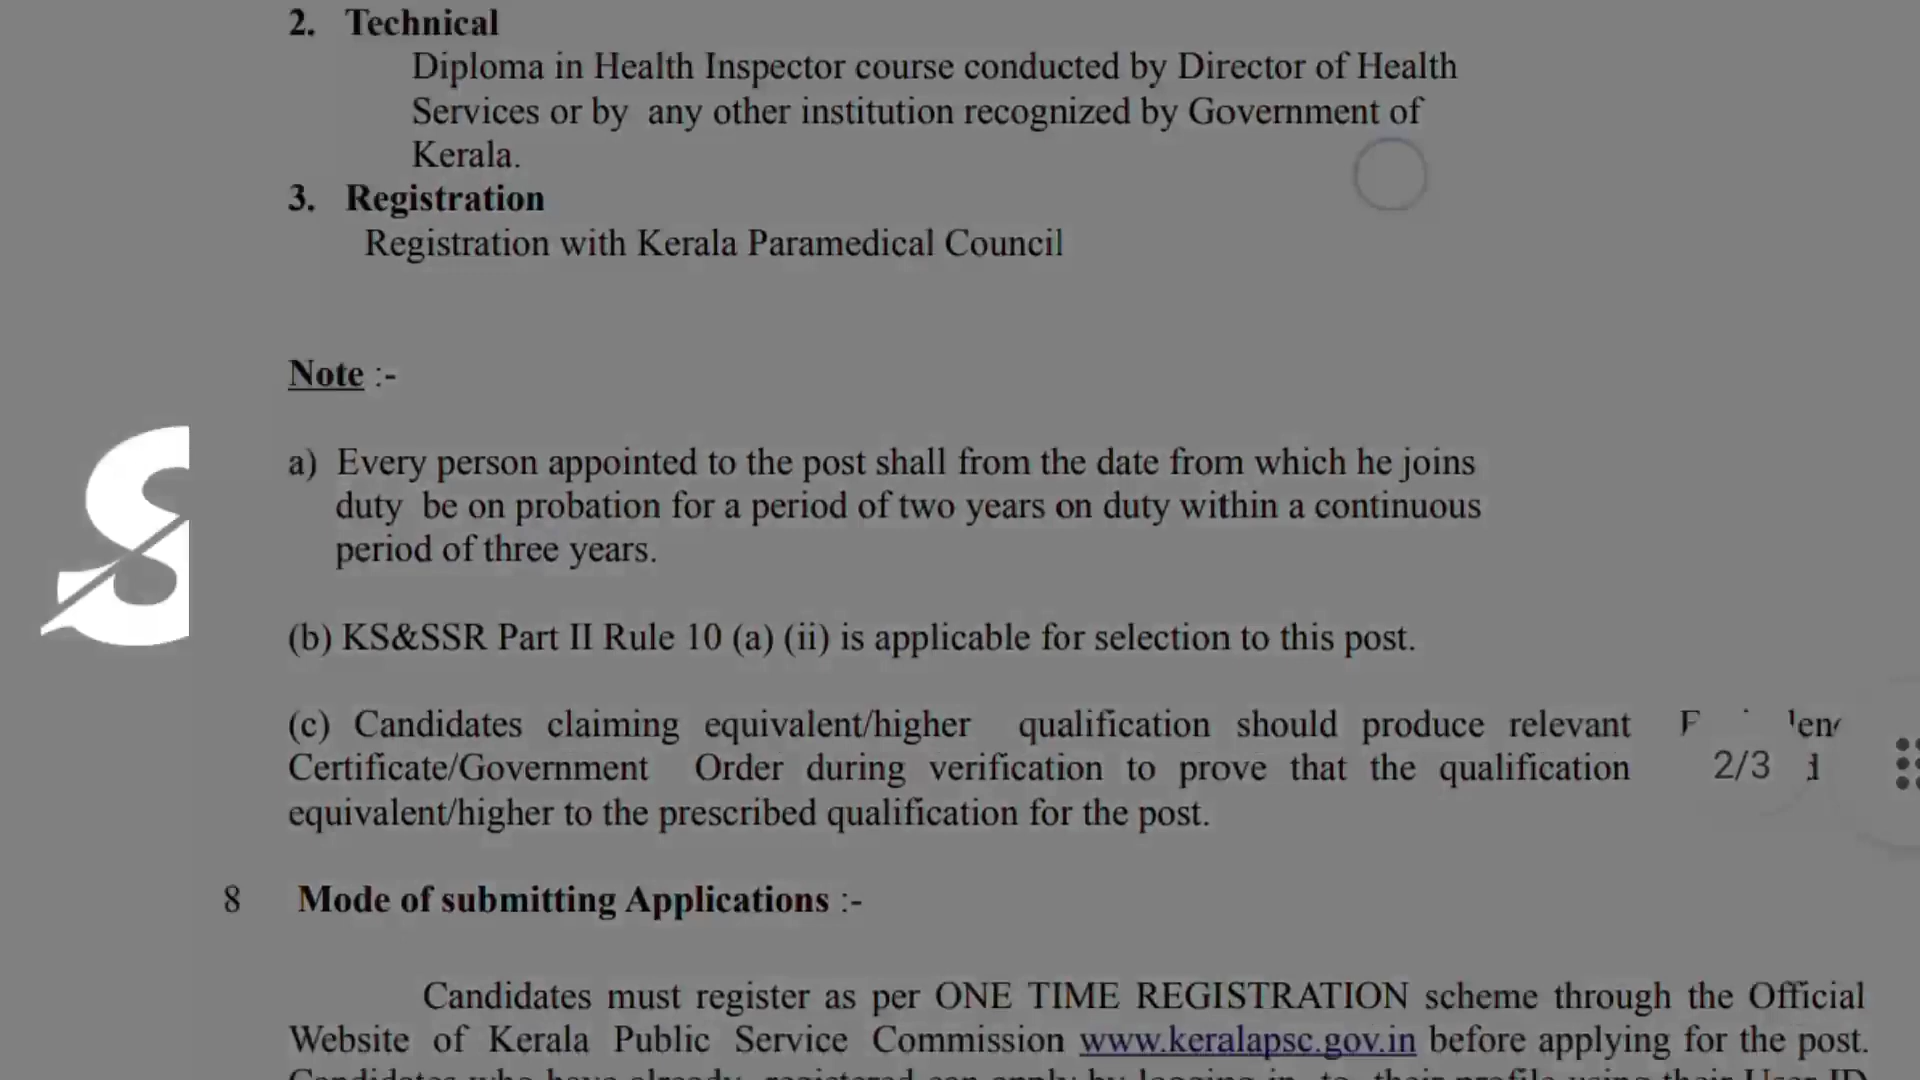 2. Technical
Diploma in Health Inspector course conducted by Director of Health
Services or by any other institution recognized by Government of
Kerala.
3. Registration
Registration with Kerala Paramedical Council
Note :-
a) Every person appointed to the post shall from the date from which he joins
duty be on probation for a period of two years on duty within a continuous
period of three years.
(b) KS&SSR Part II Rule 10 (a) (ii) is applicable for selection to this post.
(c) Candidates claiming equivalent/higher qualification should produce relevant
Certificate/Government Order during verification to prove that the qualification
2/3
equivalent/higher to the prescribed qualification for the post.
8 Mode of submitting Applications :-
Candidates must register as per ONE TIME REGISTRATION scheme through the Official
Website of Kerala Public Service Commission www.keralapsc.gov.in before applying for the post.